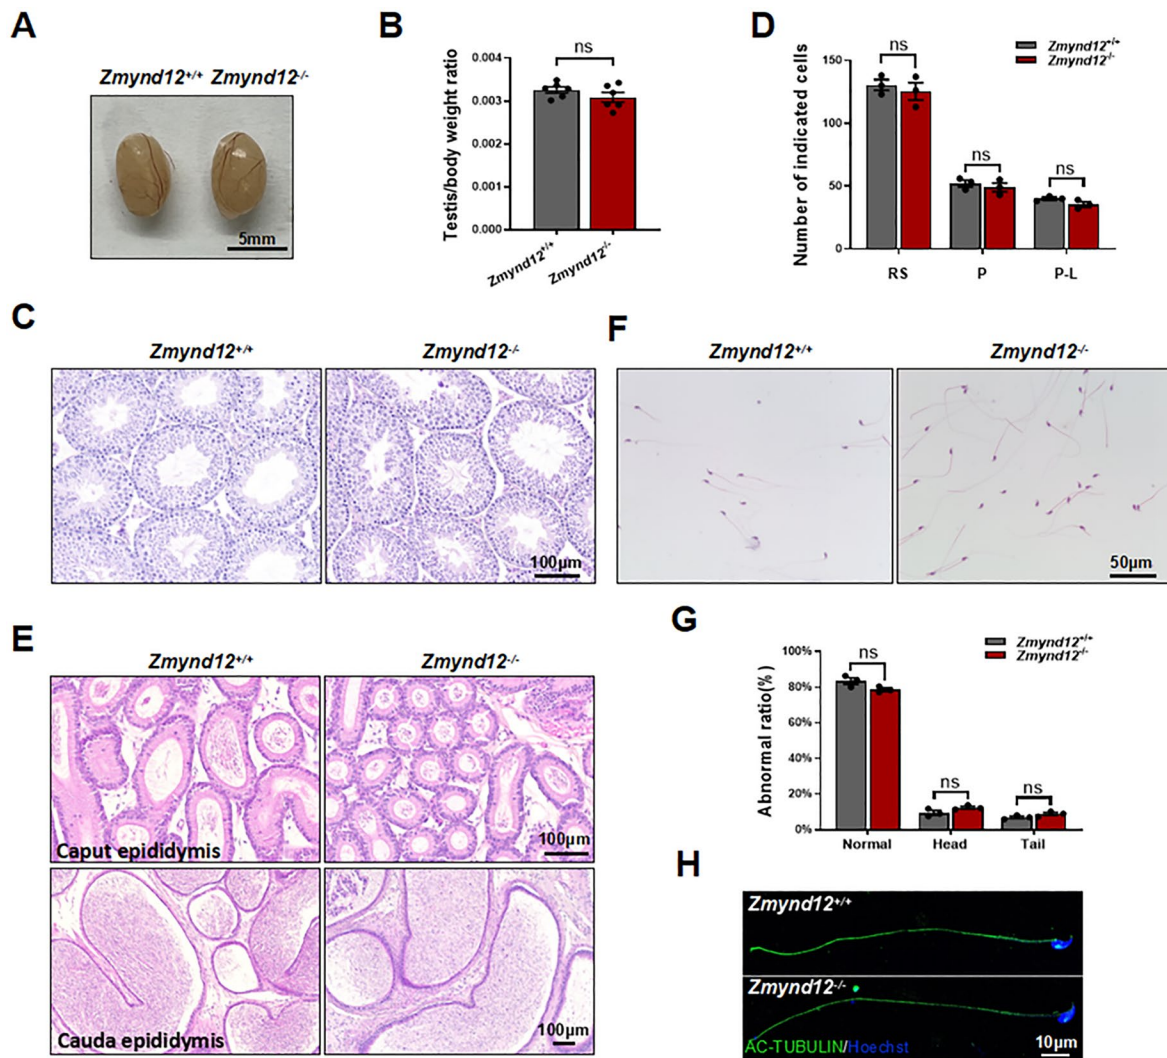 A
Zmynd12+/+ Zmynd12-/-
5mm
B
ns
Testis/body weight ratio
0.004
0.003
0.002
0.001
0.000
Zmynd12+/+
Zmynd12-/-
D
Zmynd12+/+
Zmynd12-/-
Number of indicated cells
150
100
50
0
ns
ns
ns
RS P P-L
C
Zmynd12+/+ Zmynd12-/-
100μm
F
Zmynd12+/+ Zmynd12-/-
50μm
E
Zmynd12+/+ Zmynd12-/-
Caput epididymis
100μm
Cauda epididymis
100μm
G
Zmynd12+/+
Zmynd12-/-
Abnormal ratio(%)
100%
80%
60%
40%
20%
0%
ns
ns
ns
Normal Head Tail
H
Zmynd12+/+
Zmynd12-/-
AC-TUBULIN/Hoechst
10μm